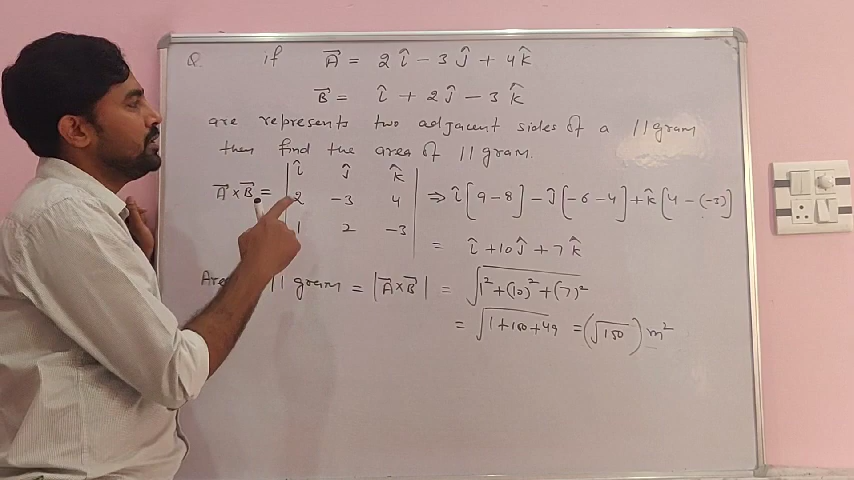 Q. if A⃗ = 2î − 3ĵ + 4k̂
B⃗ = î + 2ĵ − 3k̂
are represents two adjacent sides of a //gram
then find the area of //gram.
A⃗×B⃗ = | î ĵ k̂ |
| 2 −3 4 | ⇒ î[9−8] − ĵ[−6−4] + k̂[4−(−3)]
| 1 2 −3 | = î + 10ĵ + 7k̂
Area //gram = |A⃗×B⃗| = √1²+(10)²+(7)²
= √1+100+49 = (√150) m²